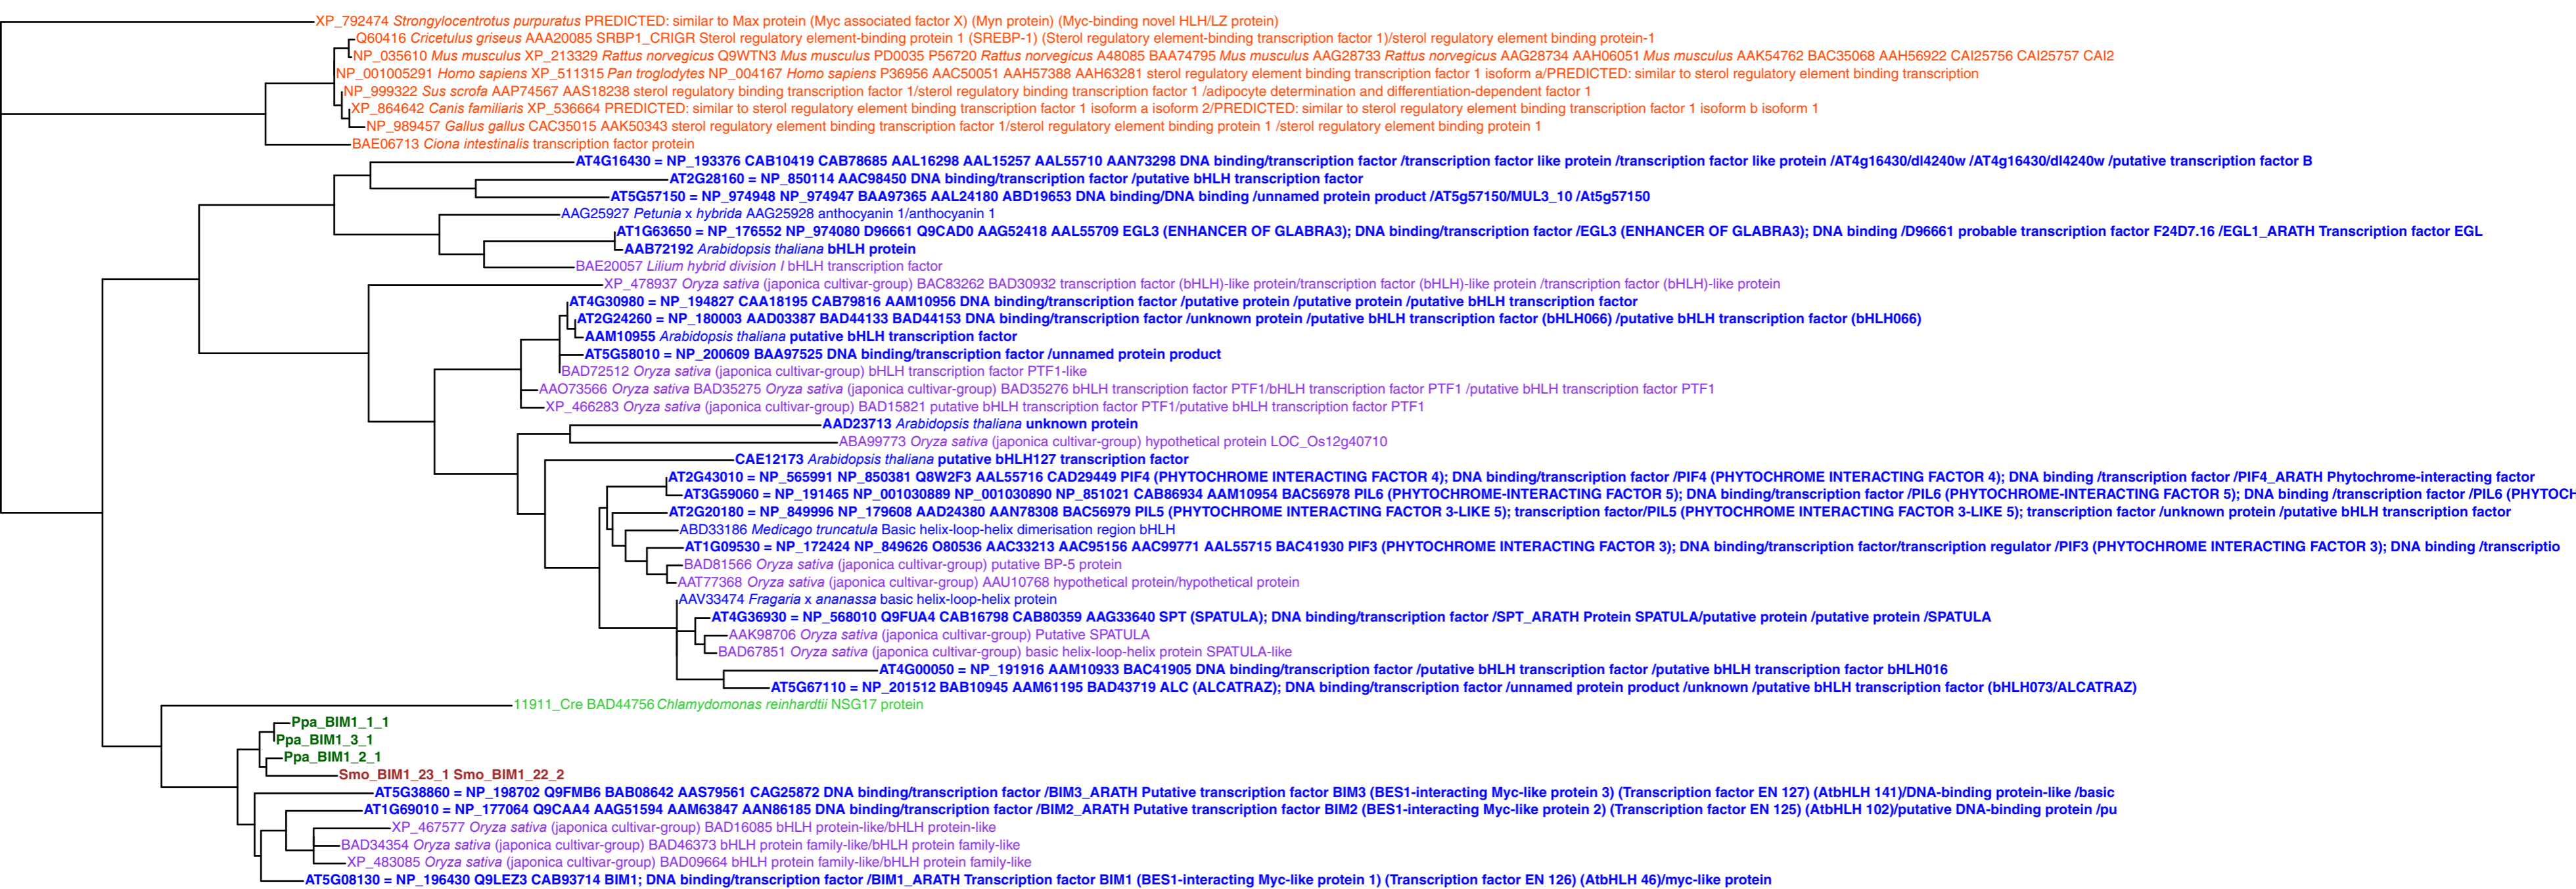 XP_792474 Strongylocentrotus purpuratus PREDICTED: similar to Max protein (Myc associated factor X) (Myn protein) (Myc-binding novel HLH/LZ protein)
Q60416 Cricetulus griseus AAA20085 SRBP1_CRIGR Sterol regulatory element-binding protein 1 (SREBP-1) (Sterol regulatory element-binding transcription factor 1)/sterol regulatory element binding protein-1
NP_035610 Mus musculus XP_213329 Rattus norvegicus Q9WTN3 Mus musculus PD0035 P56720 Rattus norvegicus A48085 BAA74795 Mus musculus AAG28733 Rattus norvegicus AAG28734 AAH06051 Mus musculus AAK54762 BAC35068 AAH56922 CAI25756 CAI25757 CAI2
NP_001005291 Homo sapiens XP_511315 Pan troglodytes NP_004167 Homo sapiens P36956 AAC50051 AAH57388 AAH63281 sterol regulatory element binding transcription factor 1 isoform a/PREDICTED: similar to sterol regulatory element binding transcription
NP_999322 Sus scrofa AAP74567 AAS18238 sterol regulatory binding transcription factor 1/sterol regulatory binding transcription factor 1 /adipocyte determination and differentiation-dependent factor 1
XP_864642 Canis familiaris XP_536664 PREDICTED: similar to sterol regulatory element binding transcription factor 1 isoform a isoform 2/PREDICTED: similar to sterol regulatory element binding transcription factor 1 isoform b isoform 1
NP_989457 Gallus gallus CAC35015 AAK50343 sterol regulatory element binding transcription factor 1/sterol regulatory element binding protein 1 /sterol regulatory element binding protein 1
BAE06713 Ciona intestinalis transcription factor protein
AT4G16430 = NP_193376 CAB10419 CAB78685 AAL16298 AAL15257 AAL55710 AAN73298 DNA binding/transcription factor /transcription factor like protein /transcription factor like protein /AT4g16430/dl4240w /AT4g16430/dl4240w /putative transcription factor B
AT2G28160 = NP_850114 AAC98450 DNA binding/transcription factor /putative bHLH transcription factor
AT5G57150 = NP_974948 NP_974947 BAA97365 AAL24180 ABD19653 DNA binding/DNA binding /unnamed protein product /AT5g57150/MUL3_10 /At5g57150
AAG25927 Petunia x hybrida AAG25928 anthocyanin 1/anthocyanin 1
AT1G63650 = NP_176552 NP_974080 D96661 Q9CAD0 AAG52418 AAL55709 EGL3 (ENHANCER OF GLABRA3); DNA binding/transcription factor /EGL3 (ENHANCER OF GLABRA3); DNA binding /D96661 probable transcription factor F24D7.16 /EGL1_ARATH Transcription factor EGL
AAB72192 Arabidopsis thaliana bHLH protein
BAE20057 Lilium hybrid division I bHLH transcription factor
XP_478937 Oryza sativa (japonica cultivar-group) BAC83262 BAD30932 transcription factor (bHLH)-like protein/transcription factor (bHLH)-like protein /transcription factor (bHLH)-like protein
AT4G30980 = NP_194827 CAA18195 CAB79816 AAM10956 DNA binding/transcription factor /putative protein /putative protein /putative bHLH transcription factor
AT2G24260 = NP_180003 AAD03387 BAD44133 BAD44153 DNA binding/transcription factor /unknown protein /putative bHLH transcription factor (bHLH066) /putative bHLH transcription factor (bHLH066)
AAM10955 Arabidopsis thaliana putative bHLH transcription factor
AT5G58010 = NP_200609 BAA97525 DNA binding/transcription factor /unnamed protein product
BAD72512 Oryza sativa (japonica cultivar-group) bHLH transcription factor PTF1-like
AAO73566 Oryza sativa BAD35275 Oryza sativa (japonica cultivar-group) BAD35276 bHLH transcription factor PTF1/bHLH transcription factor PTF1 /putative bHLH transcription factor PTF1
XP_466283 Oryza sativa (japonica cultivar-group) BAD15821 putative bHLH transcription factor PTF1/putative bHLH transcription factor PTF1
AAD23713 Arabidopsis thaliana unknown protein
ABA99773 Oryza sativa (japonica cultivar-group) hypothetical protein LOC_Os12g40710
CAE12173 Arabidopsis thaliana putative bHLH127 transcription factor
AT2G43010 = NP_565991 NP_850381 Q8W2F3 AAL55716 CAD29449 PIF4 (PHYTOCHROME INTERACTING FACTOR 4); DNA binding/transcription factor /PIF4 (PHYTOCHROME INTERACTING FACTOR 4); DNA binding /transcription factor /PIF4_ARATH Phytochrome-interacting factor
AT3G59060 = NP_191465 NP_001030889 NP_001030890 NP_851021 CAB86934 AAM10954 BAC56978 PIL6 (PHYTOCHROME-INTERACTING FACTOR 5); DNA binding/transcription factor /PIL6 (PHYTOCHROME-INTERACTING FACTOR 5); DNA binding /transcription factor /PIL6 (PHYTOCH
AT2G20180 = NP_849996 NP_179608 AAD24380 AAN78308 BAC56979 PIL5 (PHYTOCHROME INTERACTING FACTOR 3-LIKE 5); transcription factor/PIL5 (PHYTOCHROME INTERACTING FACTOR 3-LIKE 5); transcription factor /unknown protein /putative bHLH transcription factor
ABD33186 Medicago truncatula Basic helix-loop-helix dimerisation region bHLH
AT1G09530 = NP_172424 NP_849626 O80536 AAC33213 AAC95156 AAC99771 AAL55715 BAC41930 PIF3 (PHYTOCHROME INTERACTING FACTOR 3); DNA binding/transcription factor/transcription regulator /PIF3 (PHYTOCHROME INTERACTING FACTOR 3); DNA binding /transcriptio
BAD81566 Oryza sativa (japonica cultivar-group) putative BP-5 protein
AAT77368 Oryza sativa (japonica cultivar-group) AAU10768 hypothetical protein/hypothetical protein
AAV33474 Fragaria x ananassa basic helix-loop-helix protein
AT4G36930 = NP_568010 Q9FUA4 CAB16798 CAB80359 AAG33640 SPT (SPATULA); DNA binding/transcription factor /SPT_ARATH Protein SPATULA/putative protein /putative protein /SPATULA
AAK98706 Oryza sativa (japonica cultivar-group) Putative SPATULA
BAD67851 Oryza sativa (japonica cultivar-group) basic helix-loop-helix protein SPATULA-like
AT4G00050 = NP_191916 AAM10933 BAC41905 DNA binding/transcription factor /putative bHLH transcription factor /putative bHLH transcription factor bHLH016
AT5G67110 = NP_201512 BAB10945 AAM61195 BAD43719 ALC (ALCATRAZ); DNA binding/transcription factor /unnamed protein product /unknown /putative bHLH transcription factor (bHLH073/ALCATRAZ)
11911_Cre BAD44756 Chlamydomonas reinhardtii NSG17 protein
Ppa_BIM1_1_1
Ppa_BIM1_3_1
Ppa_BIM1_2_1
Smo_BIM1_23_1 Smo_BIM1_22_2
AT5G38860 = NP_198702 Q9FMB6 BAB08642 AAS79561 CAG25872 DNA binding/transcription factor /BIM3_ARATH Putative transcription factor BIM3 (BES1-interacting Myc-like protein 3) (Transcription factor EN 127) (AtbHLH 141)/DNA-binding protein-like /basic
AT1G69010 = NP_177064 Q9CAA4 AAG51594 AAM63847 AAN86185 DNA binding/transcription factor /BIM2_ARATH Putative transcription factor BIM2 (BES1-interacting Myc-like protein 2) (Transcription factor EN 125) (AtbHLH 102)/putative DNA-binding protein /pu
XP_467577 Oryza sativa (japonica cultivar-group) BAD16085 bHLH protein-like/bHLH protein-like
BAD34354 Oryza sativa (japonica cultivar-group) BAD46373 bHLH protein family-like/bHLH protein family-like
XP_483085 Oryza sativa (japonica cultivar-group) BAD09664 bHLH protein family-like/bHLH protein family-like
AT5G08130 = NP_196430 Q9LEZ3 CAB93714 BIM1; DNA binding/transcription factor /BIM1_ARATH Transcription factor BIM1 (BES1-interacting Myc-like protein 1) (Transcription factor EN 126) (AtbHLH 46)/myc-like protein